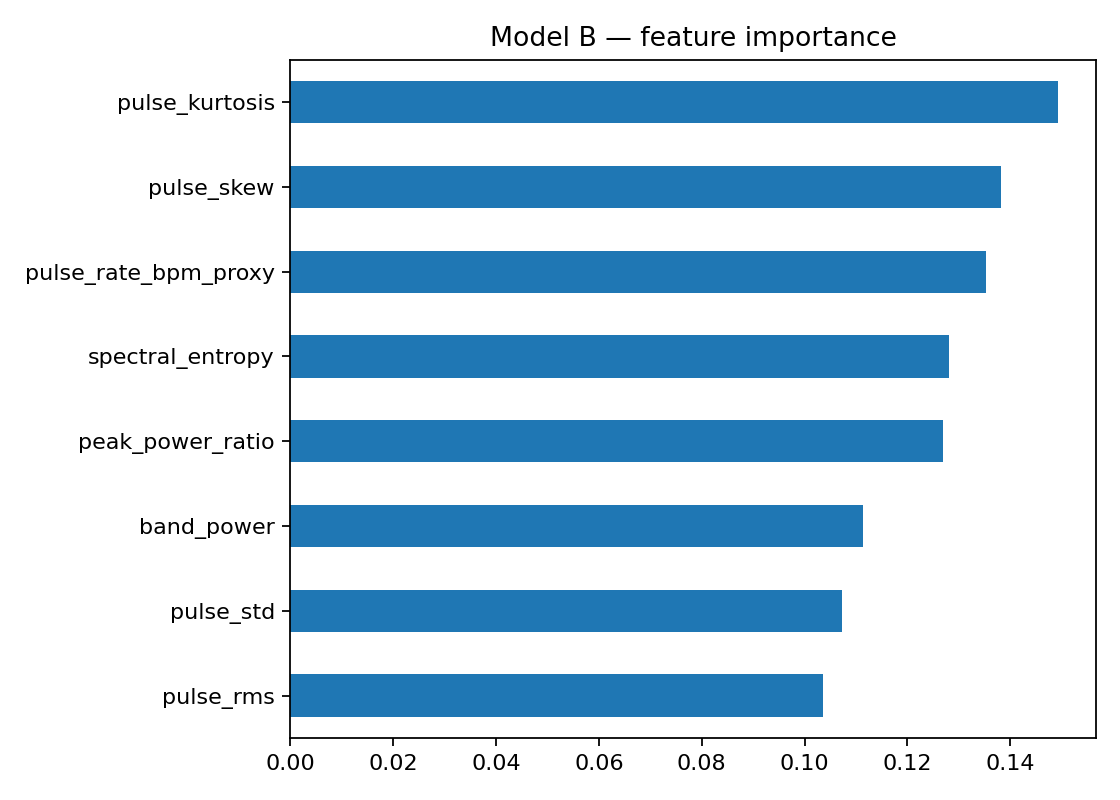 Model B — feature importance
pulse_kurtosis
pulse_skew
pulse_rate_bpm_proxy
spectral_entropy
peak_power_ratio
band_power
pulse_std
pulse_rms
0.00 0.02 0.04 0.06 0.08 0.10 0.12 0.14